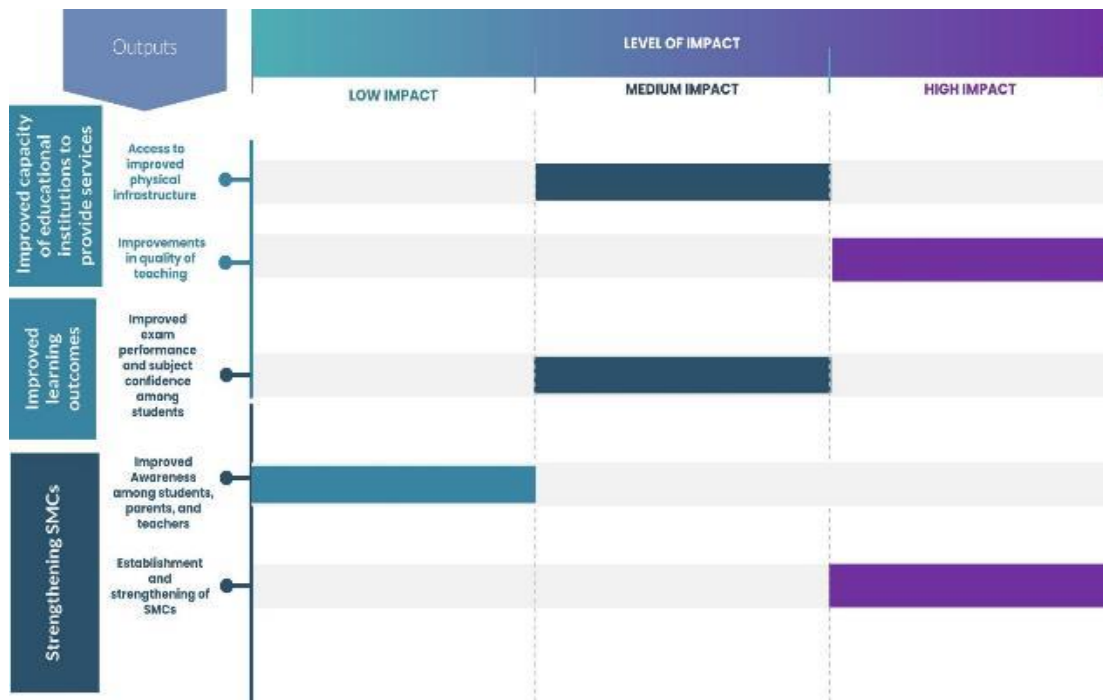 Outputs
LEVEL OF IMPACT
LOW IMPACT
MEDIUM IMPACT
HIGH IMPACT
Improved capacity
of educational
institutions to
provide services
Access to
improved
physical
infrastructure
Improvements
in quality of
teaching
Improved
learning
outcomes
Improved
exam
performance
and subject
confidence
among
students
Strengthening SMCs
Improved
Awareness
among students,
parents, and
teachers
Establishment
and
strengthening of
SMCs